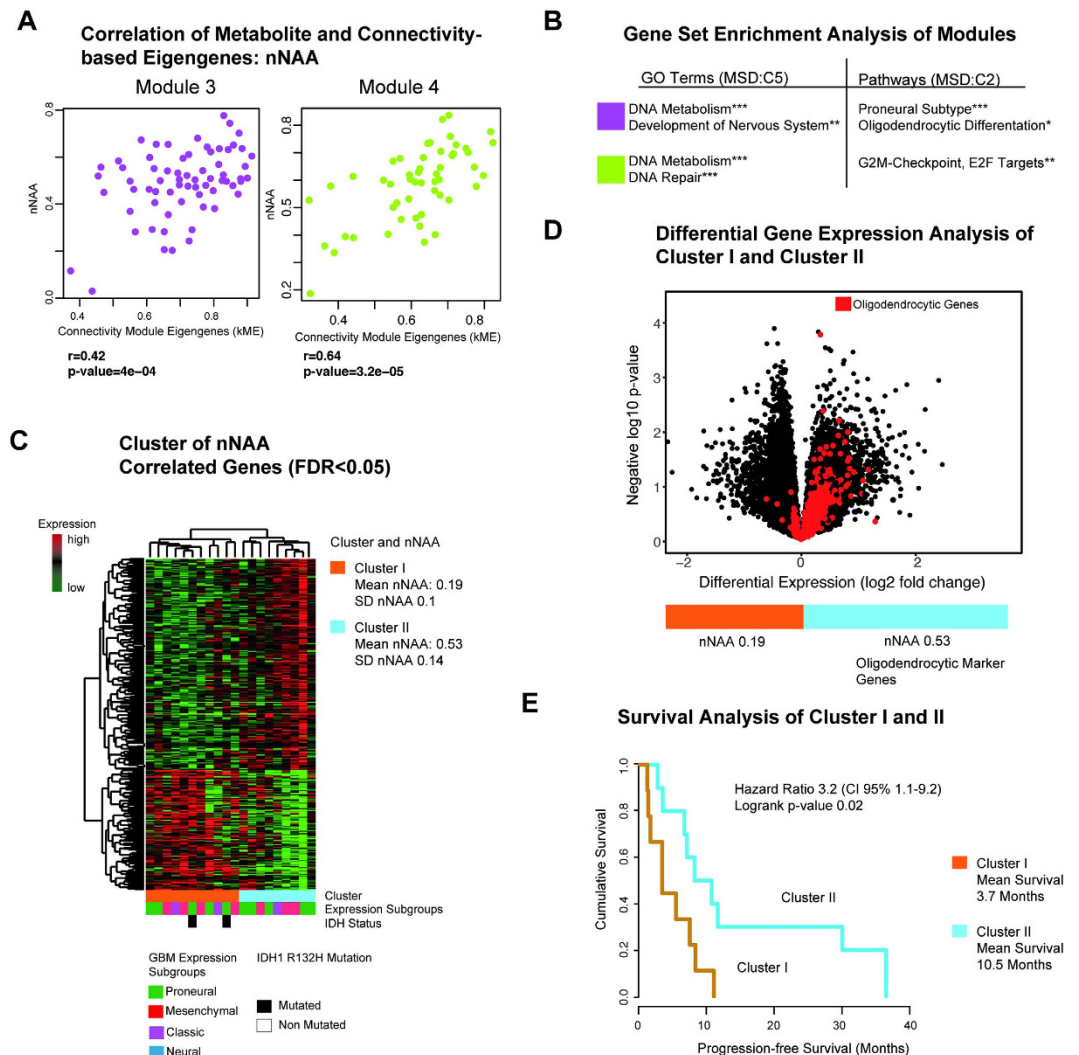 A
Correlation of Metabolite and Connectivity-
based Eigengenes: nNAA
Module 3
Module 4
nNAA
0.8
0.4
0.0
0.4 0.6 0.8
Connectivity Module Eigengenes (kME)
r=0.42
p-value=4e-04
nNAA
0.8
0.6
0.4
0.2
0.4 0.6 0.8
Connectivity Module Eigengenes (kME)
r=0.64
p-value=3.2e-05
B
Gene Set Enrichment Analysis of Modules
GO Terms (MSD:C5)
Pathways (MSD:C2)
DNA Metabolism***
Development of Nervous System**
Proneural Subtype***
Oligodendrocytic Differentation*
DNA Metabolism***
DNA Repair***
G2M-Checkpoint, E2F Targets**
C
Cluster of nNAA
Correlated Genes (FDR<0.05)
Expression
high
low
Cluster and nNAA
Cluster I
Mean nNAA: 0.19
SD nNAA 0.1
Cluster II
Mean nNAA: 0.53
SD nNAA 0.14
Cluster
Expression Subgroups
IDH Status
GBM Expression
Subgroups
Proneural
Mesenchymal
Classic
Neural
IDH1 R132H Mutation
Mutated
Non Mutated
D
Differential Gene Expression Analysis of
Cluster I and Cluster II
Oligodendrocytic Genes
Negative log10 p-value
4
3
2
1
0
−2 0 2
Differential Expression (log2 fold change)
nNAA 0.19
nNAA 0.53
Oligodendrocytic Marker
Genes
E
Survival Analysis of Cluster I and II
Hazard Ratio 3.2 (CI 95% 1.1-9.2)
Logrank p-value 0.02
Cumulative Survival
1.0
0.8
0.6
0.4
0.2
0.0
Cluster II
Cluster I
0 10 20 30 40
Progression-free Survival (Months)
Cluster I
Mean Survival
3.7 Months
Cluster II
Mean Survival
10.5 Months